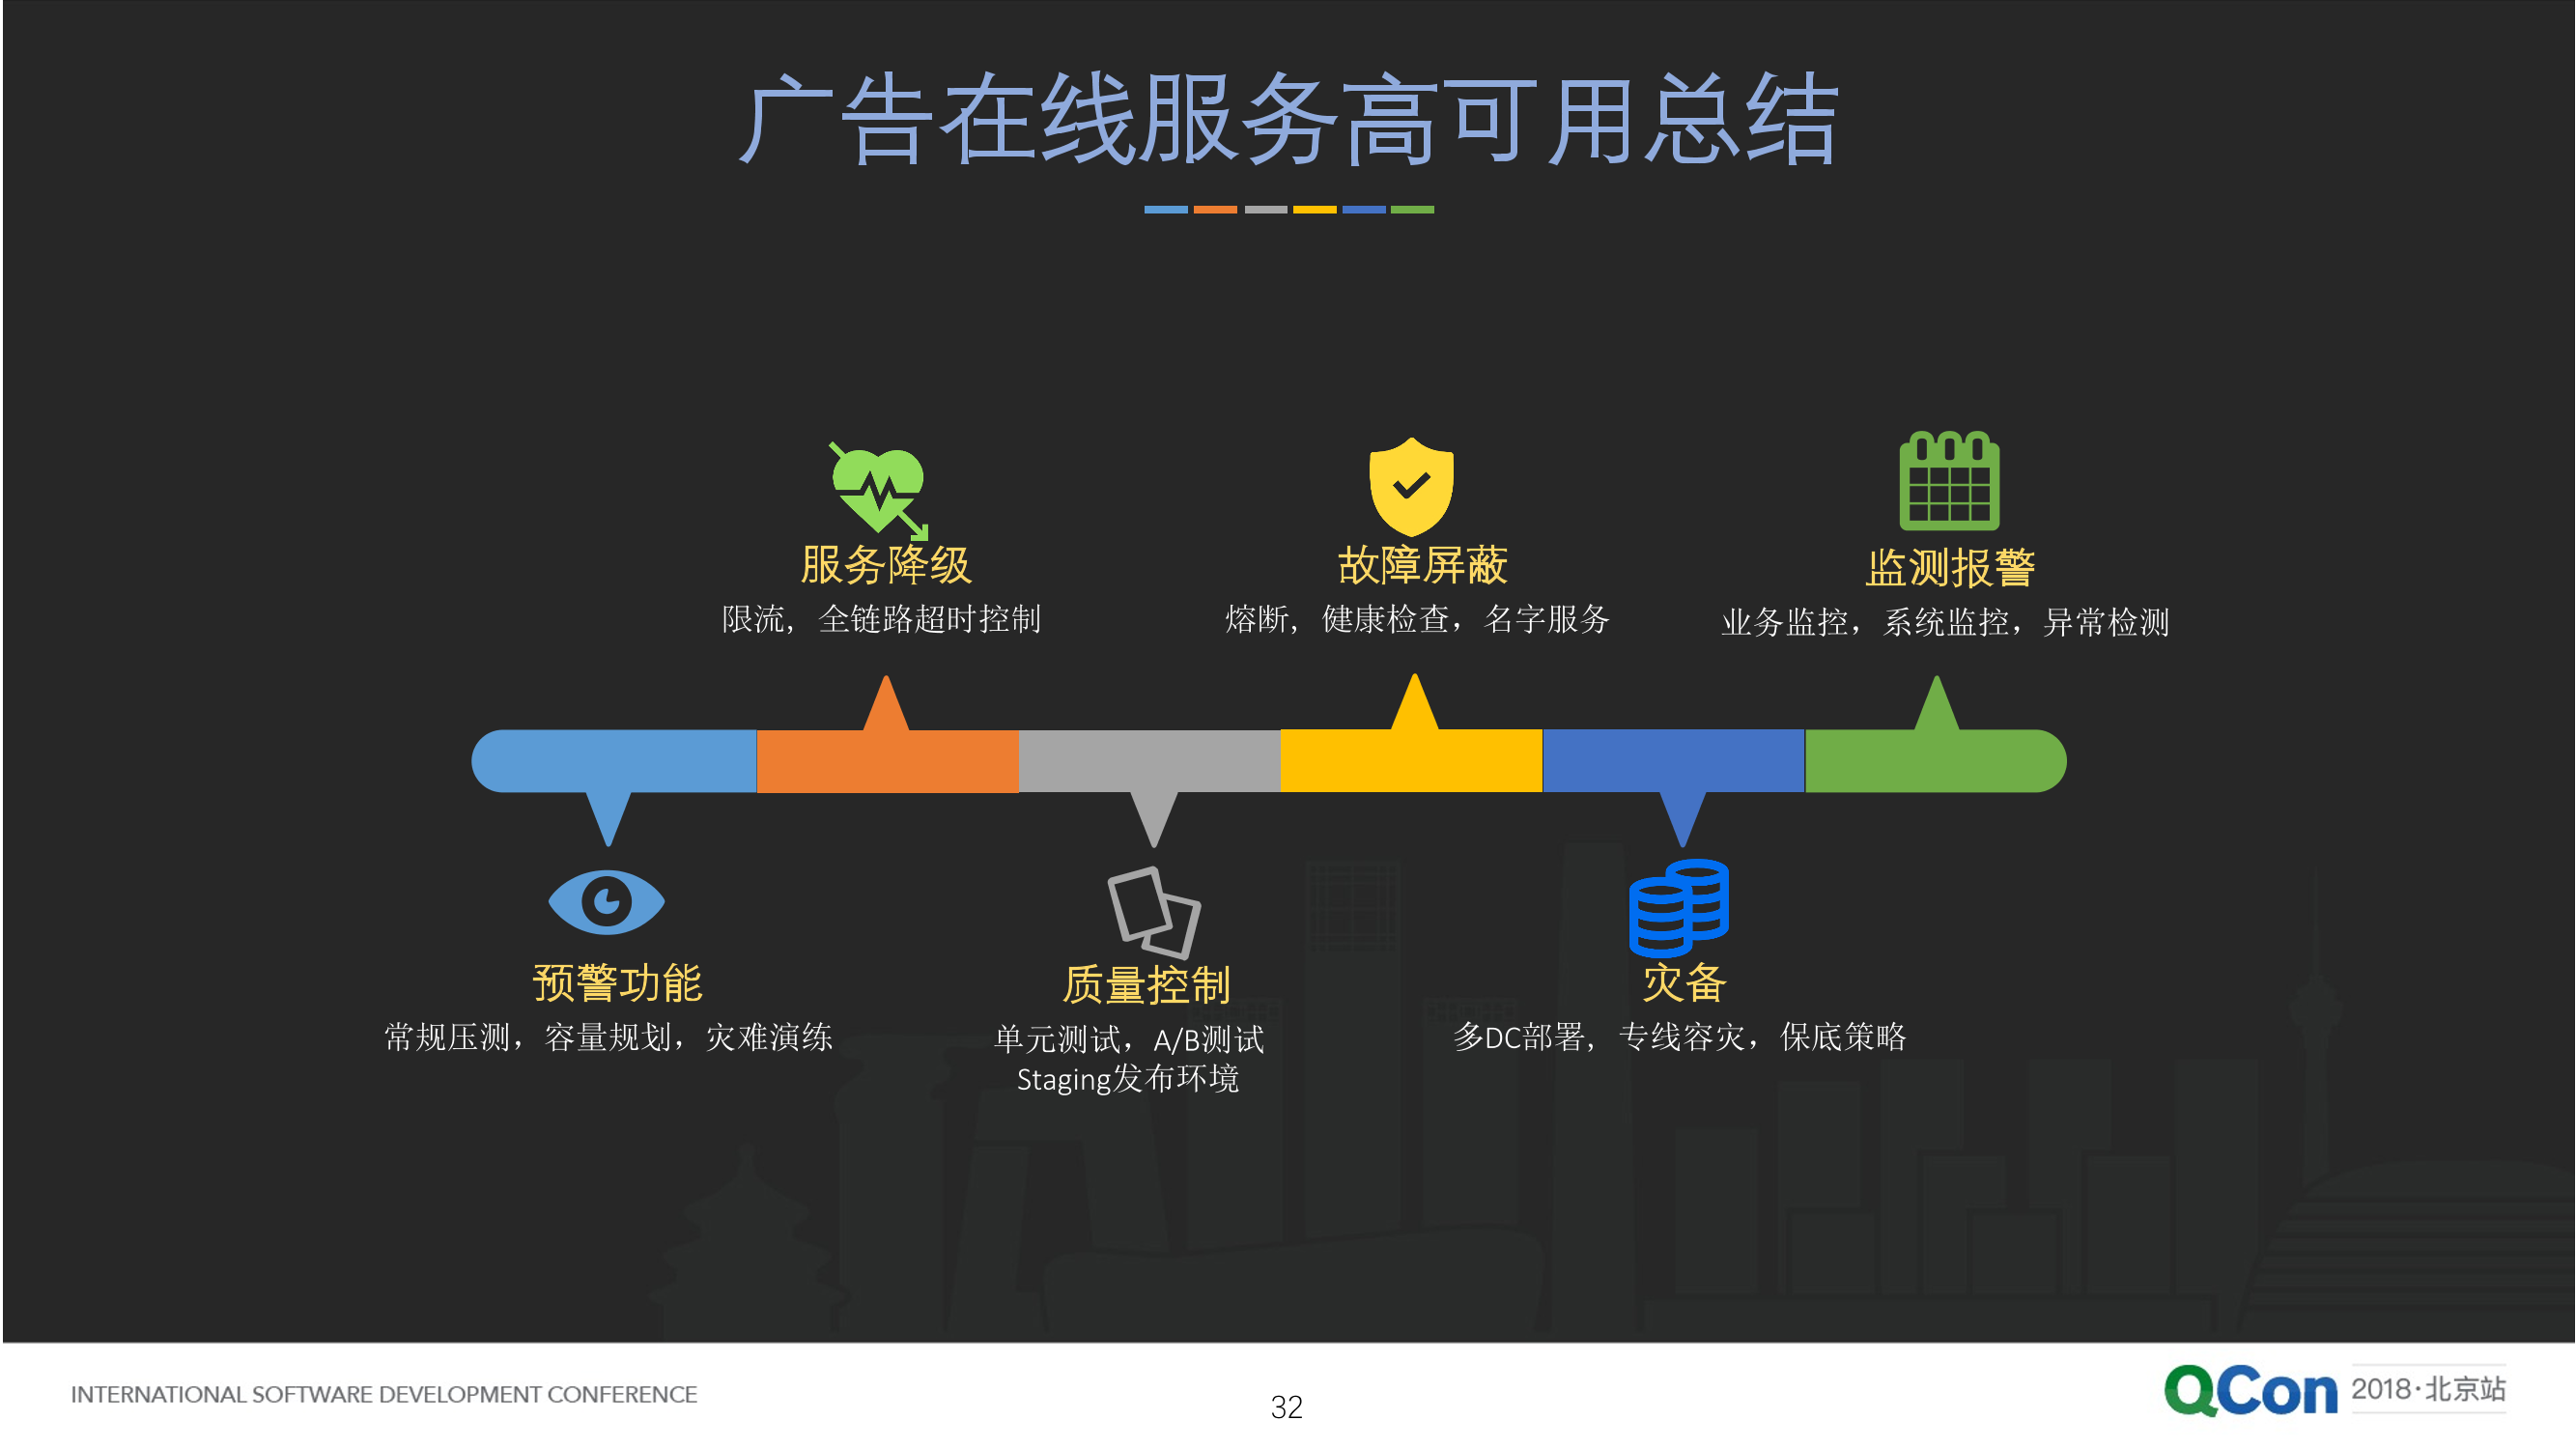 广告在线服务高可用总结
服务降级
限流, 全链路超时控制
故障屏蔽
熔断, 健康检查，名字服务
监测报警
业务监控，系统监控，异常检测
预警功能
常规压测，容量规划，灾难演练
质量控制
单元测试，A/B测试
Staging发布环境
灾备
多DC部署, 专线容灾，保底策略
INTERNATIONAL SOFTWARE DEVELOPMENT CONFERENCE
32
QCon 2018·北京站